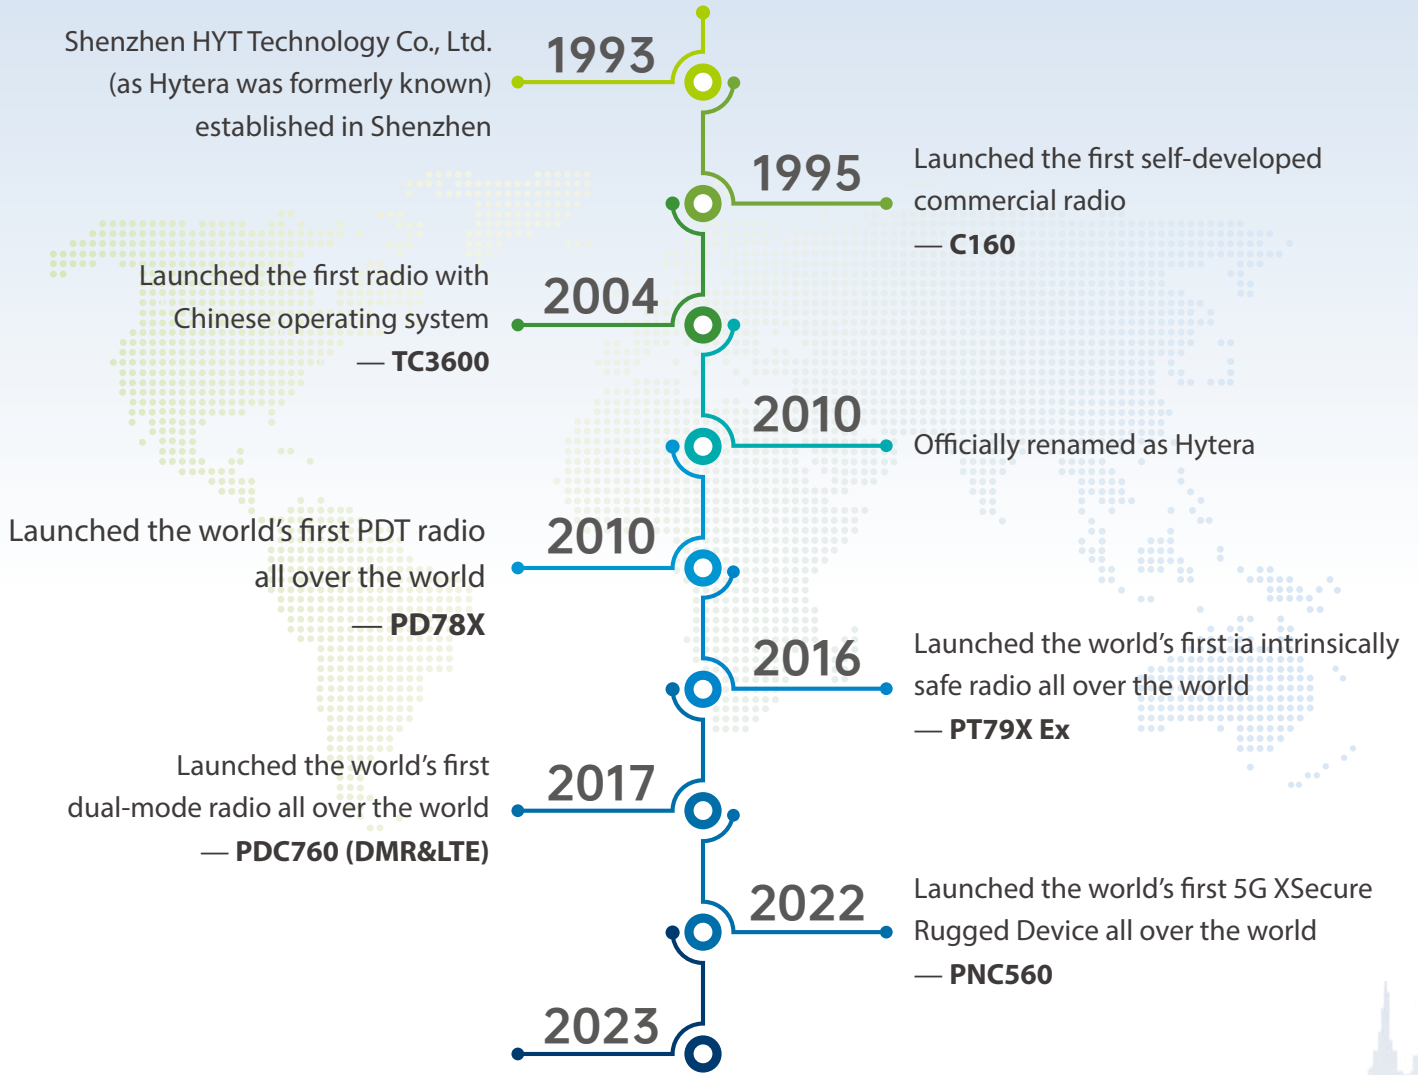 Shenzhen HYT Technology Co., Ltd.
(as Hytera was formerly known)
established in Shenzhen
1993
1995
Launched the first self-developed
commercial radio
— C160
Launched the first radio with
Chinese operating system
— TC3600
2004
2010
Officially renamed as Hytera
Launched the world’s first PDT radio
all over the world
— PD78X
2010
2016
Launched the world’s first ia intrinsically
safe radio all over the world
— PT79X Ex
Launched the world’s first
dual-mode radio all over the world
— PDC760 (DMR&LTE)
2017
2022
Launched the world’s first 5G XSecure
Rugged Device all over the world
— PNC560
2023